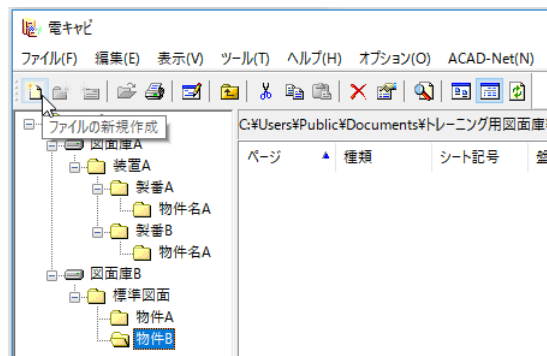 電キャビ
ファイル(F) 編集(E) 表示(V) ツール(T) ヘルプ(H) オプション(O) ACAD-Net(N)
ファイルの新規作成
C:¥Users¥Public¥Documents¥トレーニング用図面庫
ページ 種類 シート記号
図面庫A
装置A
製番A
物件名A
製番B
物件名A
図面庫B
標準図面
物件A
物件B